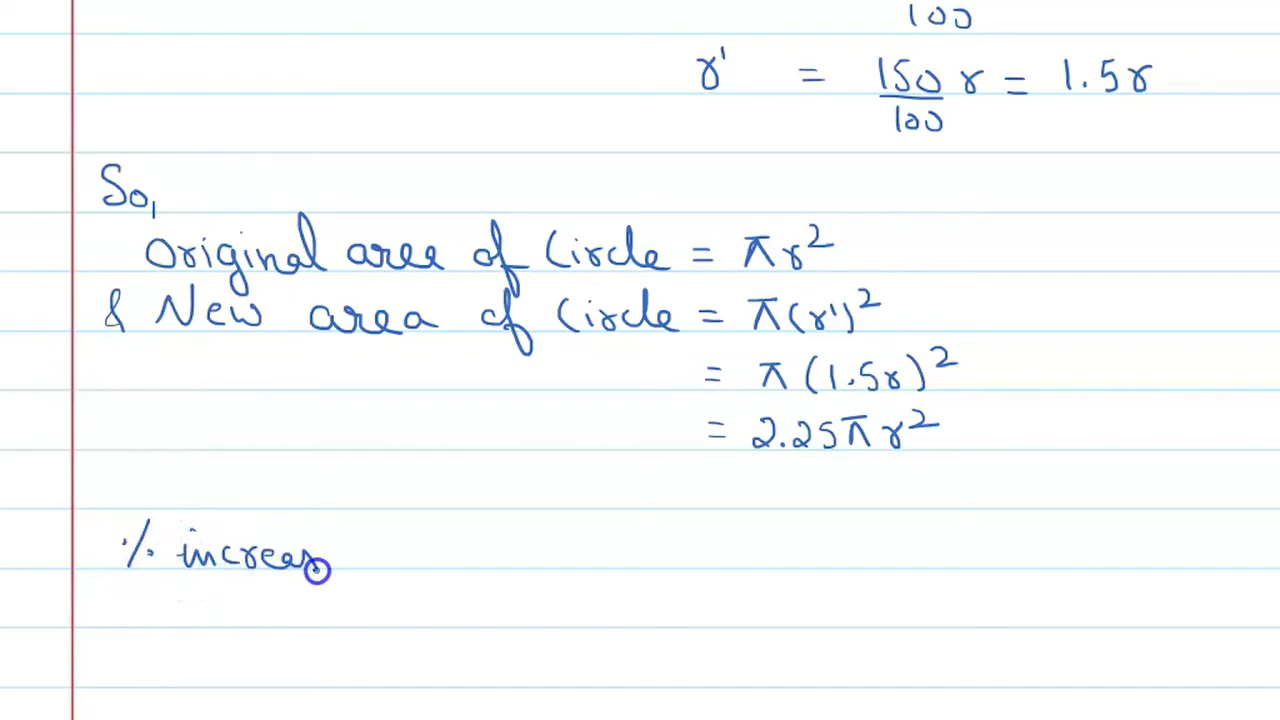 100
r' = 150/100 r = 1.5r
So,
Original area of Circle = πr²
& New area of Circle = π(r')²
= π(1.5r)²
= 2.25πr²
% increas